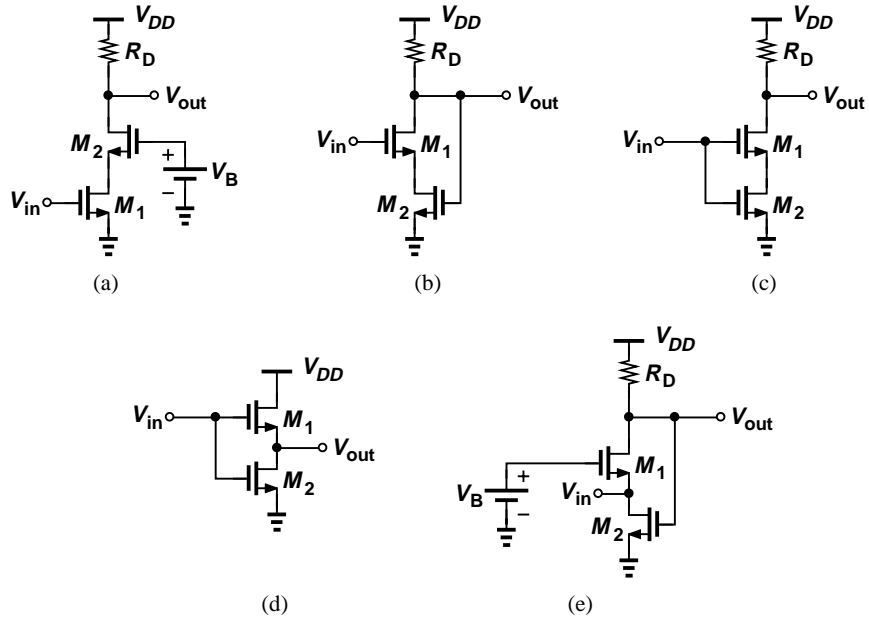 V_DD
R_D
V_out
M_2
V_B
+
−
V_in
M_1
(a)
V_DD
R_D
V_out
V_in
M_1
M_2
(b)
V_DD
R_D
V_out
V_in
M_1
M_2
(c)
V_DD
V_in
M_1
V_out
M_2
(d)
V_DD
R_D
V_out
M_1
V_B
+
−
V_in
M_2
(e)